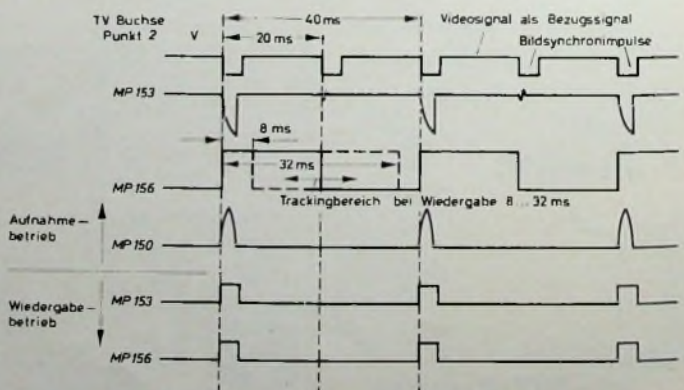 TV Buchse
Punkt 2
V
40 ms
20 ms
Videosignal als Bezugssignal
Bildsynchronimpulse
MP 153
8 ms
32 ms
MP 156
Trackingbereich bei Wiedergabe 8...32 ms
Aufnahme-
betrieb
MP 150
Wiedergabe-
betrieb
MP 153
MP 156